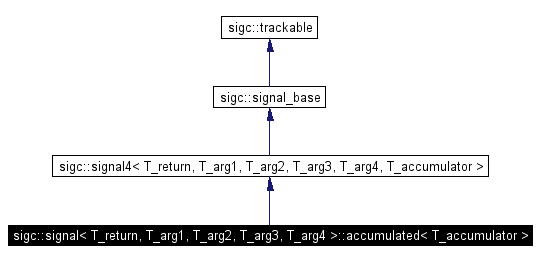 sigc::trackable
sigc::signal_base
sigc::signal4< T_return, T_arg1, T_arg2, T_arg3, T_arg4, T_accumulator >
sigc::signal< T_return, T_arg1, T_arg2, T_arg3, T_arg4 >::accumulated< T_accumulator >